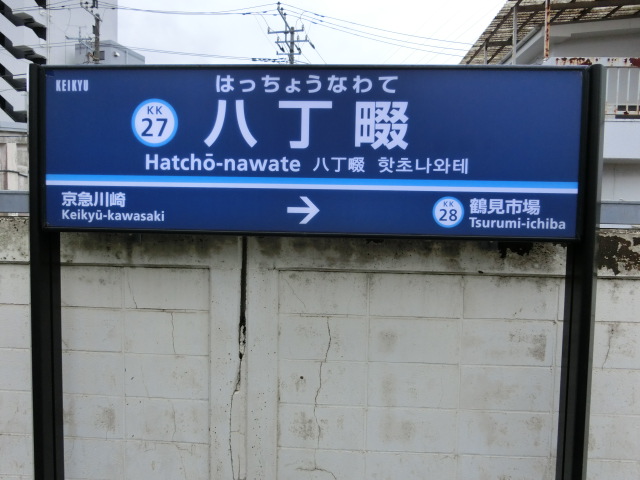 KEIKYU
はっちょうなわて
KK
27
八丁畷
Hatchō-nawate 八丁畷 핫초나와테
京急川崎
Keikyū-kawasaki
→
KK
28
鶴見市場
Tsurumi-ichiba